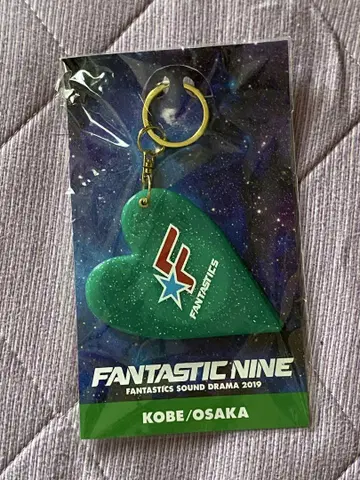 FANTASTICS
FANTASTIC NINE
FANTASTICS SOUND DRAMA 2019
KOBE/OSAKA